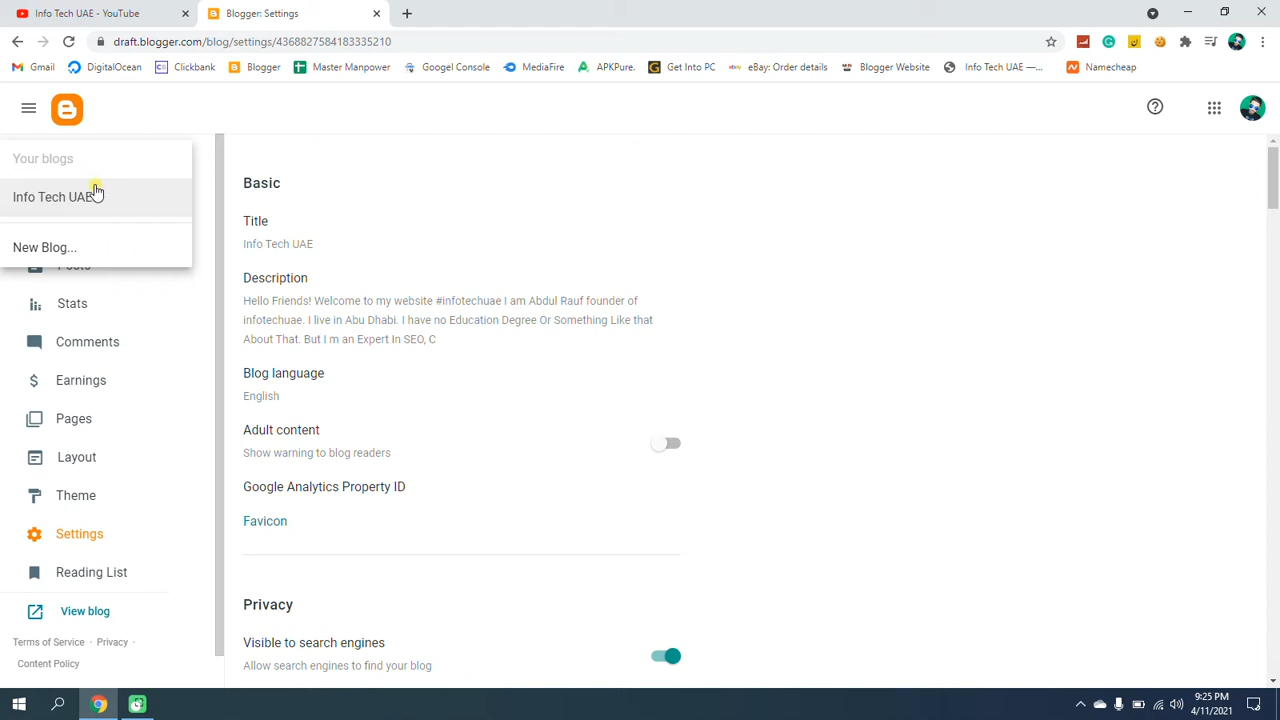 Info Tech UAE - YouTube
Blogger: Settings
draft.blogger.com/blog/settings/4368827584183335210
Gmail
DigitalOcean
Clickbank
Blogger
Master Manpower
Googel Console
MediaFire
APKPure.
Get Into PC
eBay: Order details
Blogger Website
Info Tech UAE —...
Namecheap
Your blogs
Info Tech UAE
New Blog...
Posts
Stats
Comments
Earnings
Pages
Layout
Theme
Settings
Reading List
View blog
Terms of Service · Privacy ·
Content Policy
Basic
Title
Info Tech UAE
Description
Hello Friends! Welcome to my website #infotechuae I am Abdul Rauf founder of
infotechuae. I live in Abu Dhabi. I have no Education Degree Or Something Like that
About That. But I m an Expert In SEO, C
Blog language
English
Adult content
Show warning to blog readers
Google Analytics Property ID
Favicon
Privacy
Visible to search engines
Allow search engines to find your blog
9:25 PM
4/11/2021